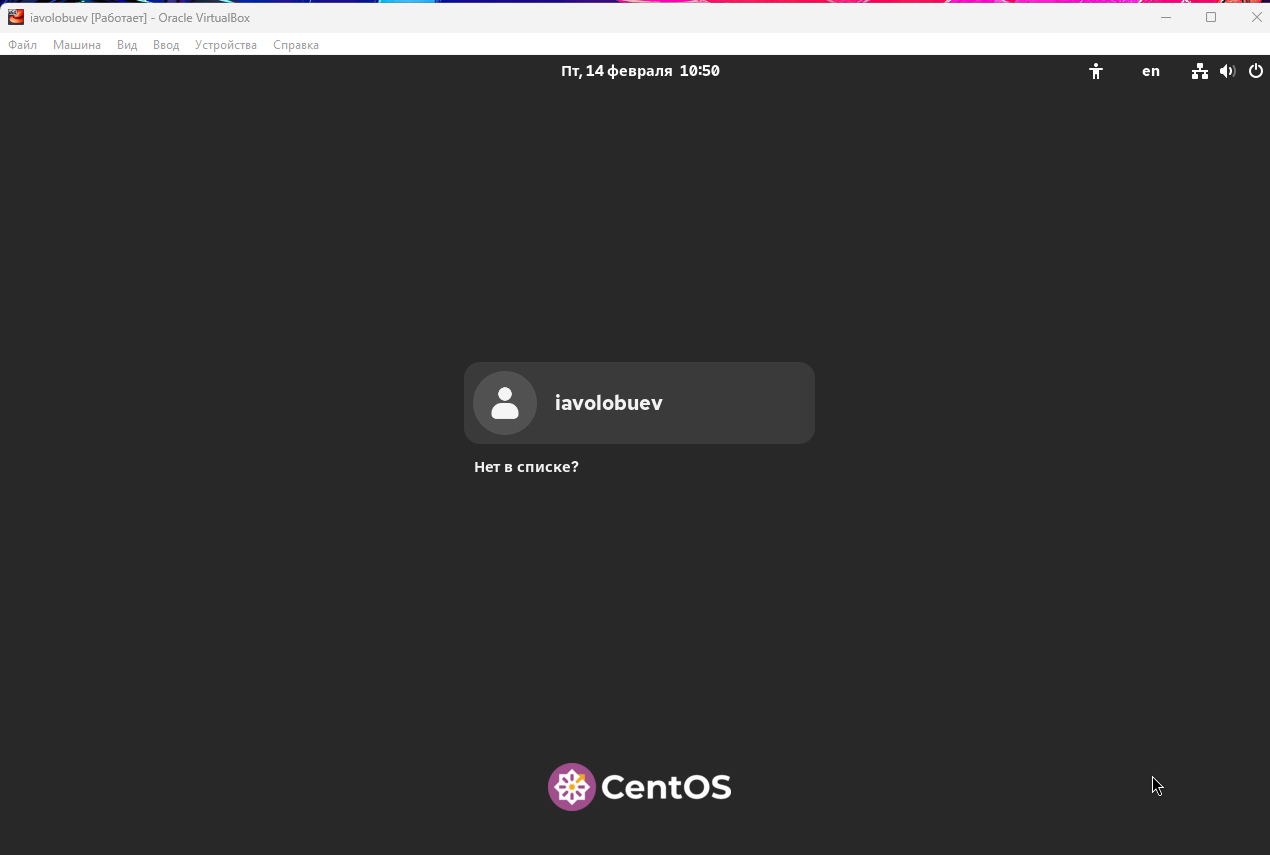 iavolobuev [Работает] - Oracle VirtualBox
Файл Машина Вид Ввод Устройства Справка
Пт, 14 февраля 10:50 en
iavolobuev
Нет в списке?
CentOS